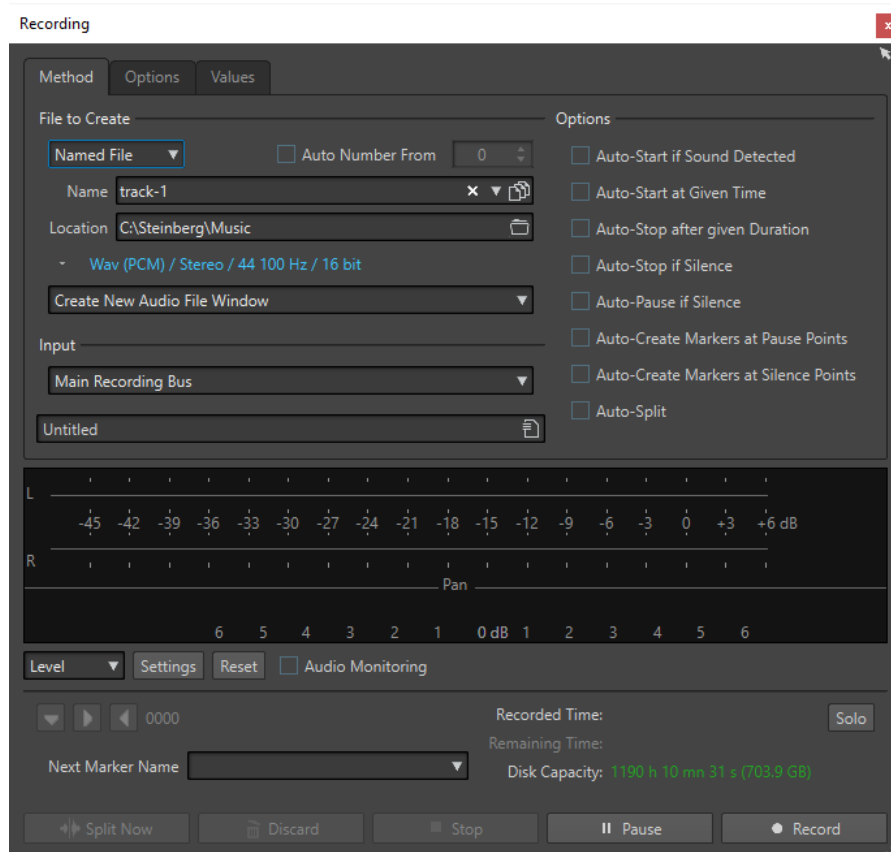 Recording
x
Method Options Values
File to Create
Named File Auto Number From 0
Name track-1
Location C:\Steinberg\Music
- Wav (PCM) / Stereo / 44 100 Hz / 16 bit
Create New Audio File Window
Input
Main Recording Bus
Untitled
Options
Auto-Start if Sound Detected
Auto-Start at Given Time
Auto-Stop after given Duration
Auto-Stop if Silence
Auto-Pause if Silence
Auto-Create Markers at Pause Points
Auto-Create Markers at Silence Points
Auto-Split
L
-45 -42 -39 -36 -33 -30 -27 -24 -21 -18 -15 -12 -9 -6 -3 0 +3 +6 dB
R
Pan
6 5 4 3 2 1 0 dB 1 2 3 4 5 6
Level Settings Reset Audio Monitoring
0000
Next Marker Name
Recorded Time:
Solo
Remaining Time:
Disk Capacity: 1190 h 10 mn 31 s (703.9 GB)
Split Now Discard Stop Pause Record